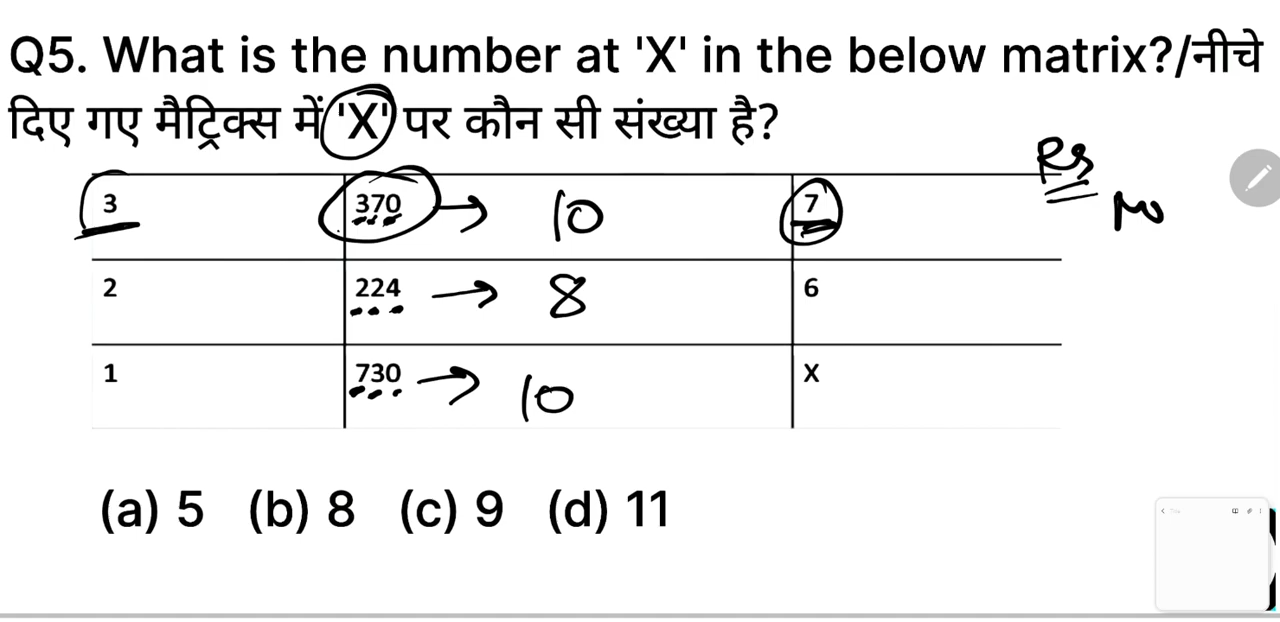 Q5. What is the number at 'X' in the below matrix?/नीचे
दिए गए मैट्रिक्स में 'X' पर कौन सी संख्या है?
Rs
3 370 → 10 7
2 224 → 8 6
1 730 → 10 X
(a) 5 (b) 8 (c) 9 (d) 11